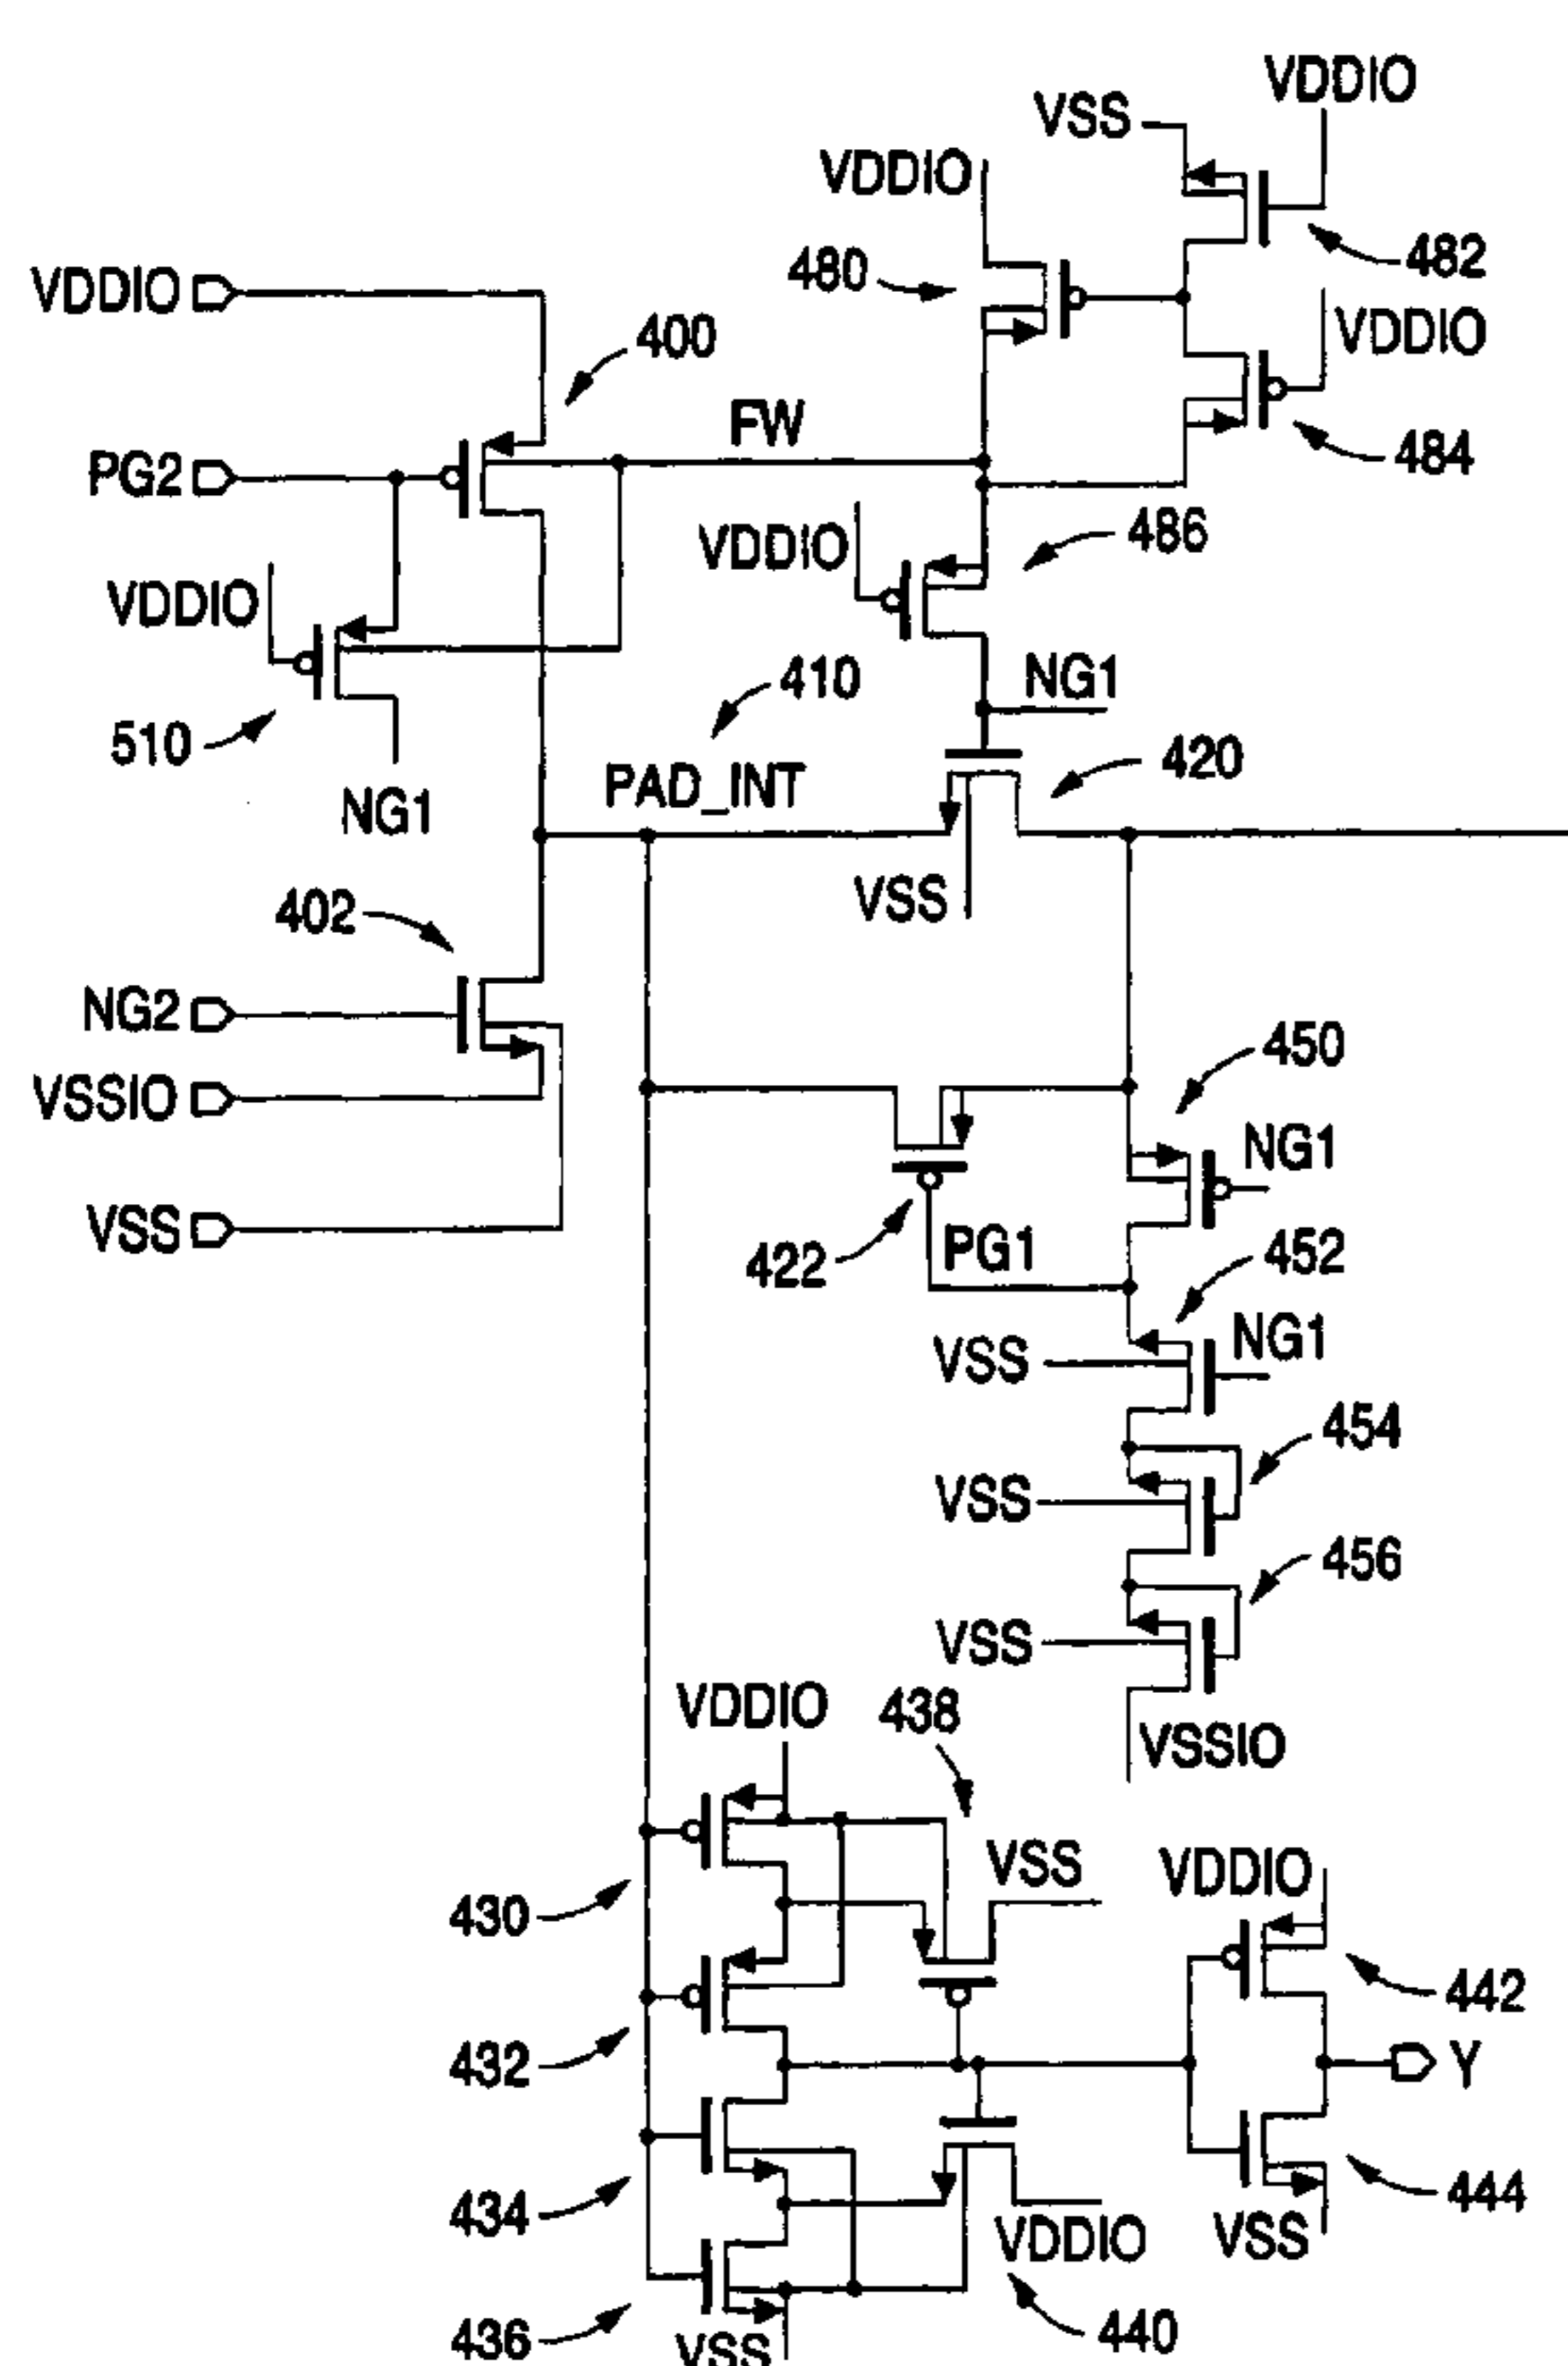 VDDIO
VSS
VDDIO
480
482
VDDIO
VDDIO
400
FW
484
PG2
486
VDDIO
VDDIO
410
NG1
510
420
PAD_INT
NG1
VSS
402
NG2
450
VSSIO
NG1
VSS
PG1
452
422
NG1
VSS
454
VSS
456
VSS
VDDIO
438
VSSIO
VSS
VDDIO
430
442
432
Y
434
444
VDDIO
VSS
436
440
VSS